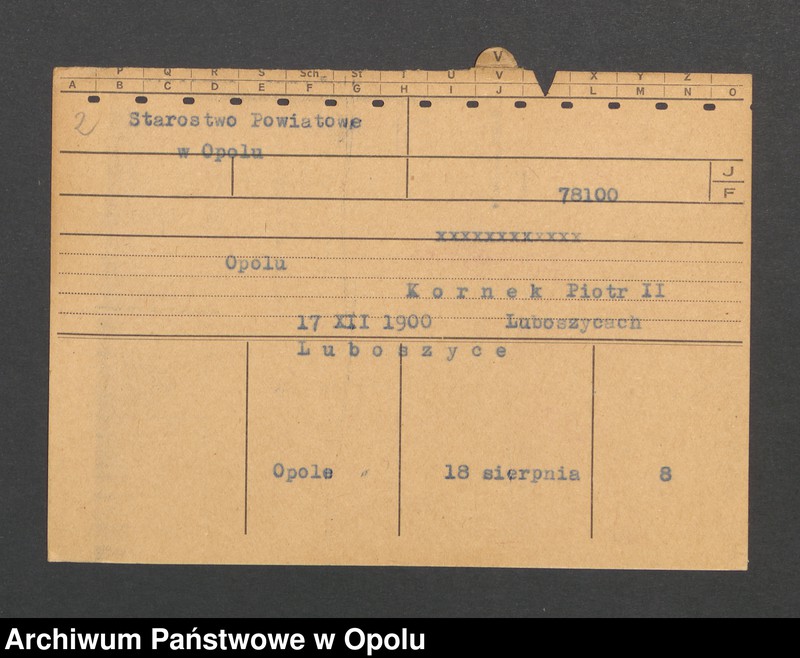 V
P Q R S Sch St T U V X Y Z
A B C D E F G H I J L M N O
2 Starostwo Powiatowe
w Opolu
J
F
78100
xxxxxxxxxxxx
Opolu
K o r n e k Piotr II
17 XII 1900 Luboszycach
L u b o s z y c e
Opole 18 sierpnia 8
Archiwum Państwowe w Opolu